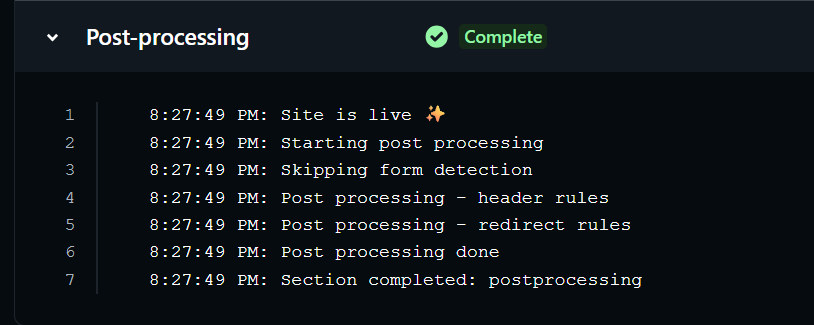 Post-processing Complete
1 8:27:49 PM: Site is live ✨
2 8:27:49 PM: Starting post processing
3 8:27:49 PM: Skipping form detection
4 8:27:49 PM: Post processing - header rules
5 8:27:49 PM: Post processing - redirect rules
6 8:27:49 PM: Post processing done
7 8:27:49 PM: Section completed: postprocessing